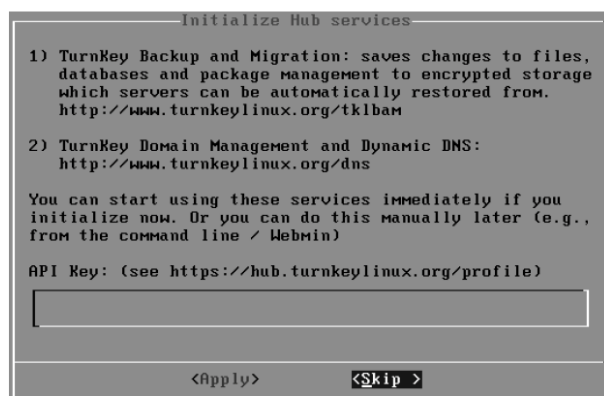 Initialize Hub services
1) TurnKey Backup and Migration: saves changes to files,
databases and package management to encrypted storage
which servers can be automatically restored from.
http://www.turnkeylinux.org/tklbam
2) TurnKey Domain Management and Dynamic DNS:
http://www.turnkeylinux.org/dns
You can start using these services immediately if you
initialize now. Or you can do this manually later (e.g.,
from the command line / Webmin)
API Key: (see https://hub.turnkeylinux.org/profile)
<Apply> <Skip >